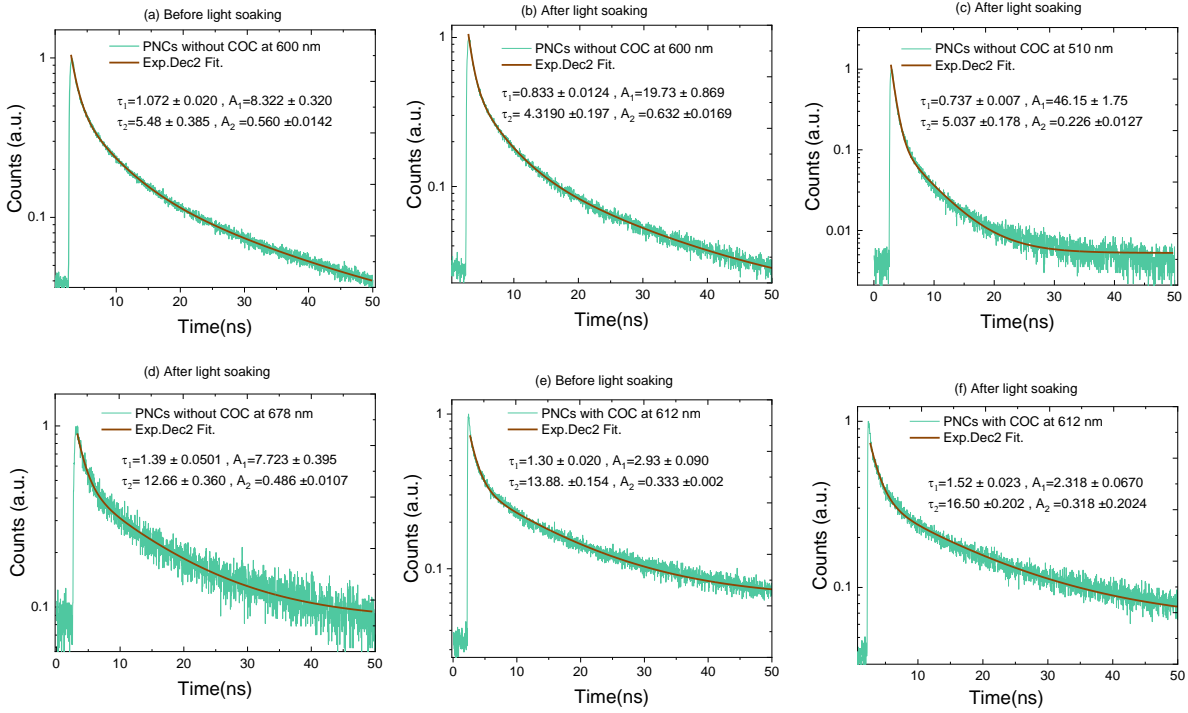 (a) Before light soaking
PNCs without COC at 600 nm
Exp.Dec2 Fit.
τ1=1.072 ± 0.020 , A1=8.322 ± 0.320
τ2=5.48 ± 0.385 , A2 =0.560 ±0.0142
Counts (a.u.)
1
0.1
10 20 30 40 50
Time(ns)
(b) After light soaking
PNCs without COC at 600 nm
Exp.Dec2 Fit.
τ1=0.833 ± 0.0124 , A1=19.73 ± 0.869
τ2= 4.3190 ±0.197 , A2 =0.632 ±0.0169
Counts (a.u.)
1
0.1
10 20 30 40 50
Time(ns)
(c) After light soaking
PNCs without COC at 510 nm
Exp.Dec2 Fit.
τ1=0.737 ± 0.007 , A1=46.15 ± 1.75
τ2= 5.037 ±0.178 , A2 =0.226 ±0.0127
Counts (a.u.)
1
0.1
0.01
0 10 20 30 40 50
Time(ns)
(d) After light soaking
PNCs without COC at 678 nm
Exp.Dec2 Fit.
τ1=1.39 ± 0.0501 , A1=7.723 ± 0.395
τ2= 12.66 ± 0.360 , A2 =0.486 ±0.0107
Counts (a.u.)
1
0.1
0 10 20 30 40 50
Time(ns)
(e) Before light soaking
PNCs with COC at 612 nm
Exp.Dec2 Fit.
τ1=1.30 ± 0.020 , A1=2.93 ± 0.090
τ2= 13.88. ±0.154 , A2 =0.333 ±0.002
Counts (a.u.)
1
0.1
0 10 20 30 40 50
Time(ns)
(f) After light soaking
PNCs with COC at 612 nm
Exp.Dec2 Fit.
τ1=1.52 ± 0.023 , A1=2.318 ± 0.0670
τ2=16.50 ±0.202 , A2 =0.318 ±0.2024
Counts (a.u.)
1
0.1
10 20 30 40 50
Time(ns)